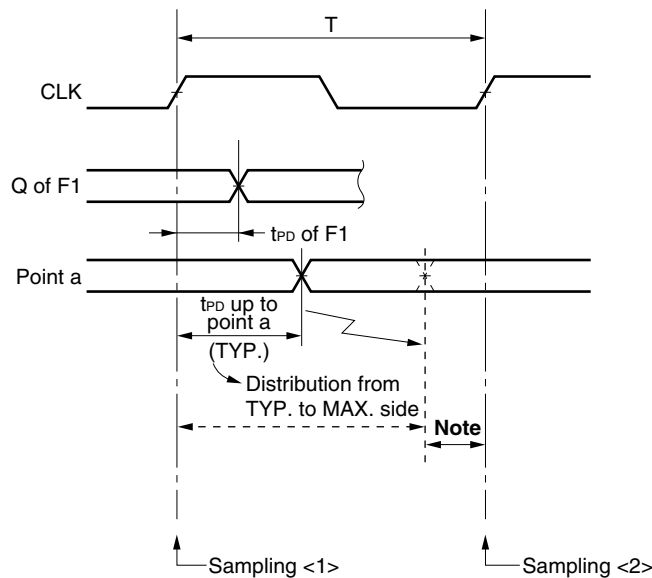 T
CLK
Q of F1
tPD of F1
Point a
tPD up to
point a
(TYP.)
Distribution from
TYP. to MAX. side
Note
Sampling <1>
Sampling <2>